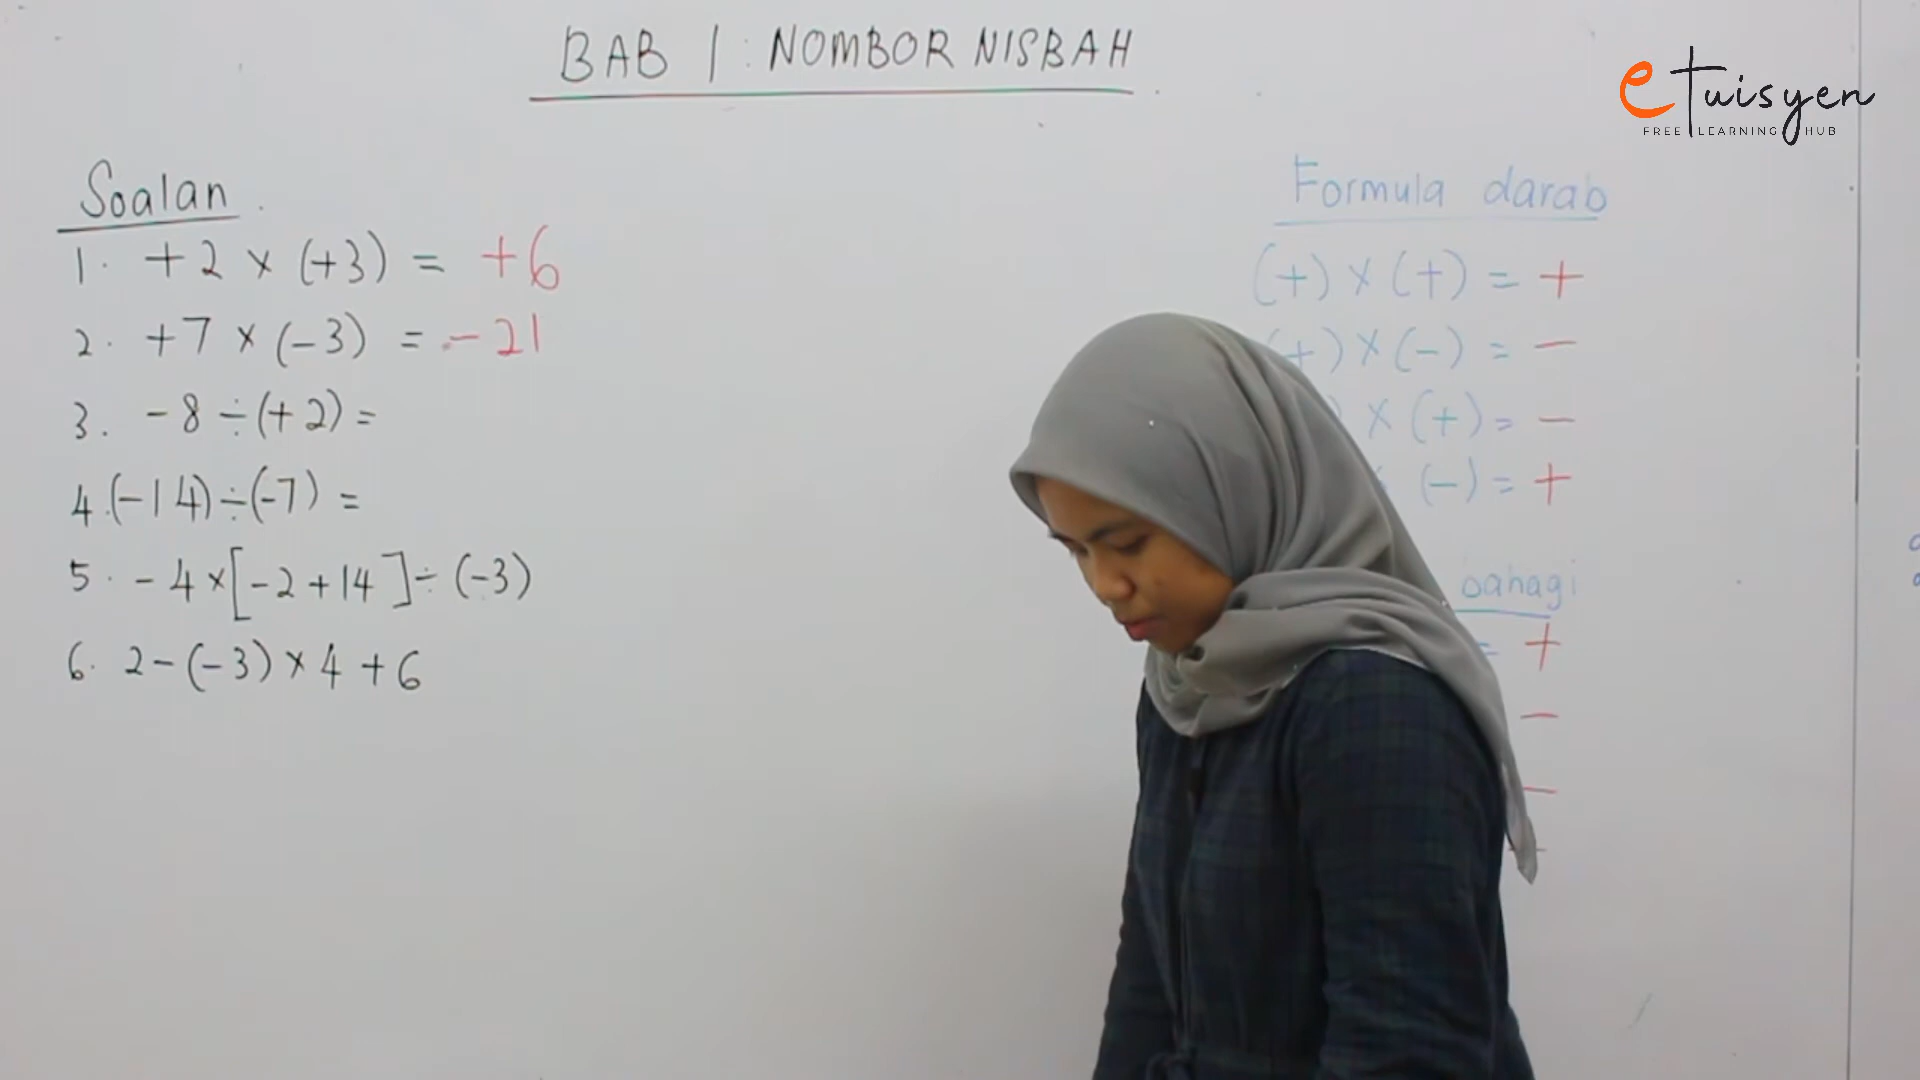 BAB 1 : NOMBOR NISBAH
eTuisyen
FREE LEARNING HUB
Soalan
1. +2 × (+3) = +6
2. +7 × (-3) = -21
3. -8 ÷ (+2) =
4. (-14) ÷ (-7) =
5. -4 × [-2 + 14] ÷ (-3)
6. 2 - (-3) × 4 + 6
Formula darab
(+) × (+) = +
+) × (-) = -
× (+) = -
(-) = +
bahagi
= +
-
-